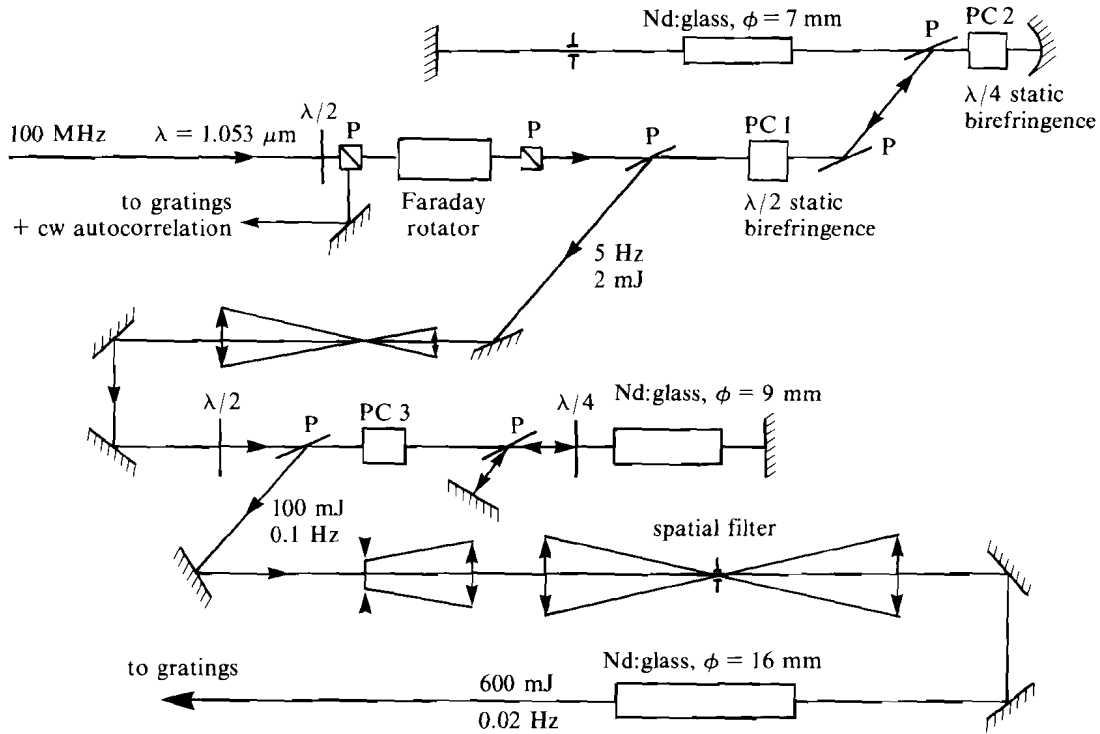 Nd:glass, ϕ = 7 mm
P
PC 2
λ/4 static
birefringence
100 MHz
λ = 1.053 μm
λ/2
P
P
P
PC 1
P
Faraday
rotator
λ/2 static
birefringence
to gratings
+ cw autocorrelation
5 Hz
2 mJ
λ/2
P
PC 3
P
λ/4
Nd:glass, ϕ = 9 mm
100 mJ
0.1 Hz
spatial filter
to gratings
Nd:glass, ϕ = 16 mm
600 mJ
0.02 Hz